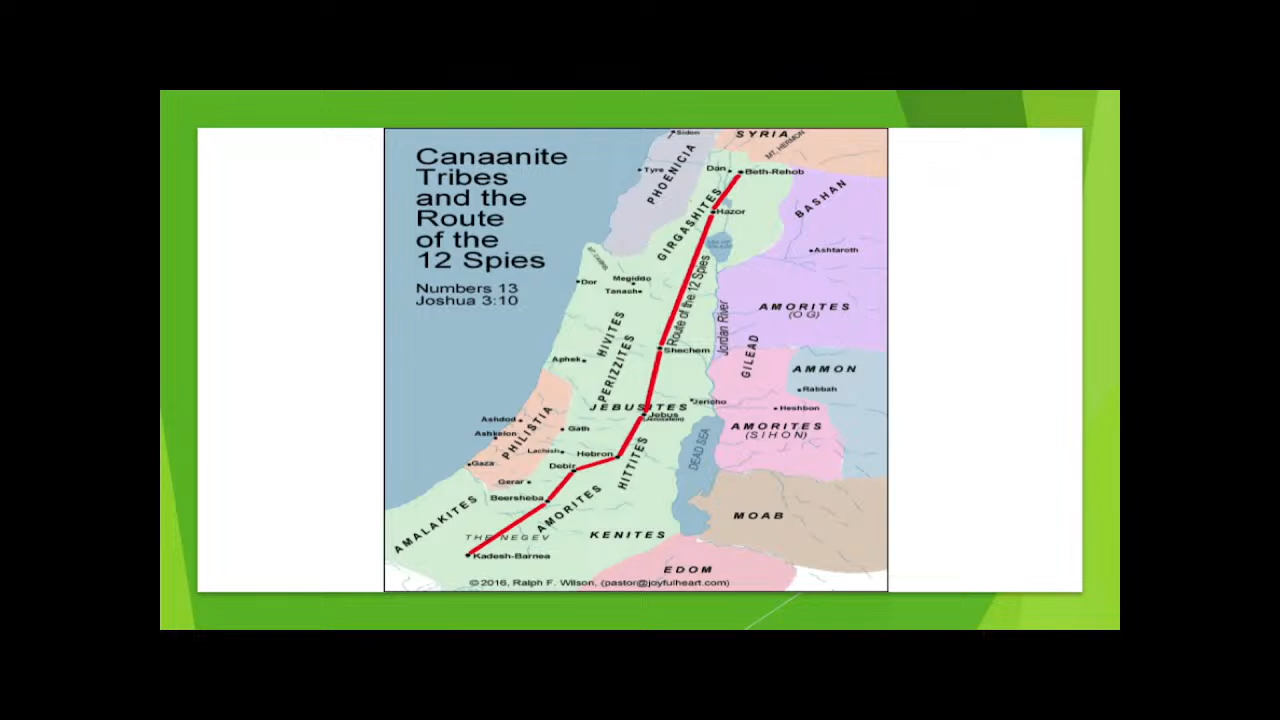 Canaanite
Tribes
and the
Route
of the
12 Spies
Numbers 13
Joshua 3:10
Sidon
SYRIA
MT. HERMON
Tyre
PHOENICIA
Dan
Beth-Rehob
BASHAN
GIRGASHITES
Hazor
Ashtaroth
MT. CARMEL
Dor
Megiddo
Tanach
Route of the 12 Spies
Jordan River
AMORITES
(OG)
HIVITES
PERIZZITES
Aphek
Shechem
GILEAD
AMMON
Rabbah
JEBUSITES
Jebus
(Jerusalem)
Jericho
Heshbon
AMORITES
(SIHON)
Ashdod
Ashkelon
PHILISTIA
Gath
Lachish
Hebron
HITTITES
DEAD SEA
Gaza
Debir
Gerar
Beersheba
AMORITES
AMALAKITES
THE NEGEV
KENITES
MOAB
Kadesh-Barnea
EDOM
©2016, Ralph F. Wilson, (pastor@joyfulheart.com)